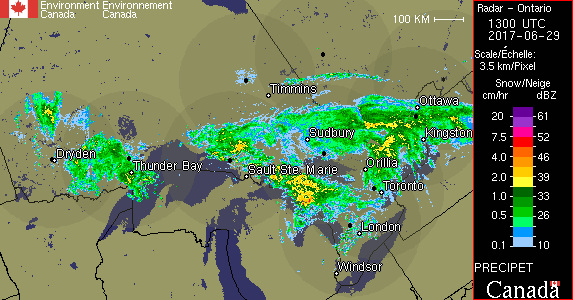 Environment Environnement
Canada Canada
100 KM
Timmins
Ottawa
Sudbury
Kingston
Dryden
Thunder Bay
Sault Ste. Marie
Orillia
Toronto
London
Windsor
Radar - Ontario
1300 UTC
2017-06-29
Scale/Échelle:
3.5 km/Pixel
Snow/Neige
cm/hr dBZ
20 61
7.5 52
4.0 46
2.0 39
1.0 33
0.5 26
0.1 10
PRECIPET
Canada